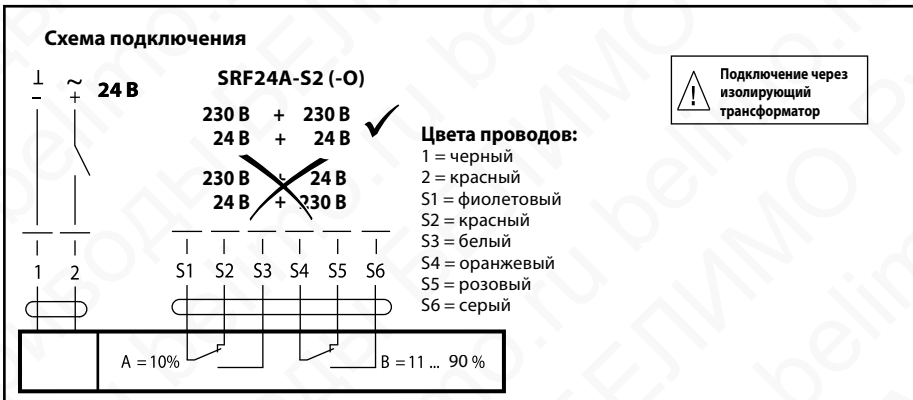 Схема подключения
⊥ ~ 24 В
- +
SRF24A-S2 (-O)
230 В + 230 В
24 В + 24 В
230 В + 24 В
24 В + 230 В
Подключение через
изолирующий
трансформатор
Цвета проводов:
1 = черный
2 = красный
S1 = фиолетовый
S2 = красный
S3 = белый
S4 = оранжевый
S5 = розовый
S6 = серый
1 2 S1 S2 S3 S4 S5 S6
A = 10% B = 11 ... 90 %